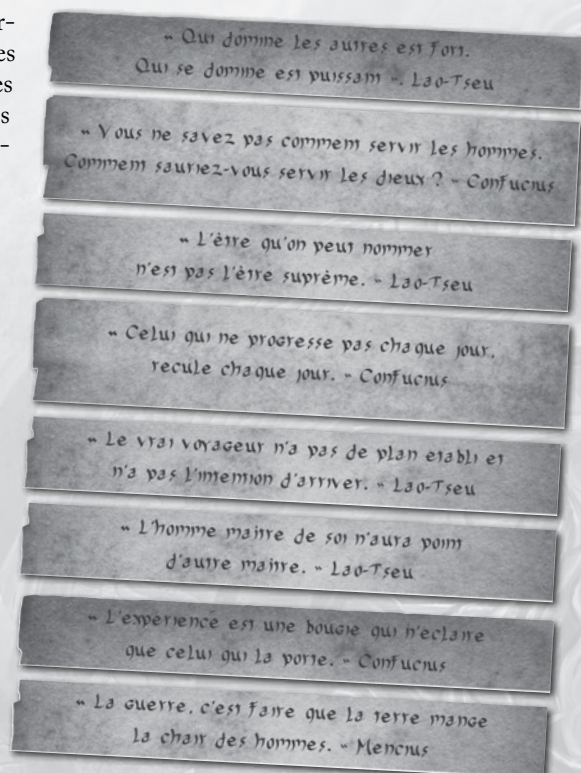 r-
es
es
s
-
« Qui domine les autres est fort.
Qui se domine est puissant ». Lao-Tseu
« Vous ne savez pas comment servir les hommes.
Comment sauriez-vous servir les dieux ? » Confucius
« L'être qu'on peut nommer
n'est pas l'être suprême. » Lao-Tseu
« Celui qui ne progresse pas chaque jour,
recule chaque jour. » Confucius
« Le vrai voyageur n'a pas de plan établi et
n'a pas l'intention d'arriver. » Lao-Tseu
« L'homme maitre de soi n'aura point
d'autre maitre. » Lao-Tseu
« L'expérience est une bougie qui n'éclaire
que celui qui la porte. » Confucius
« La guerre, c'est faire que la terre mange
la chair des hommes. » Mencius